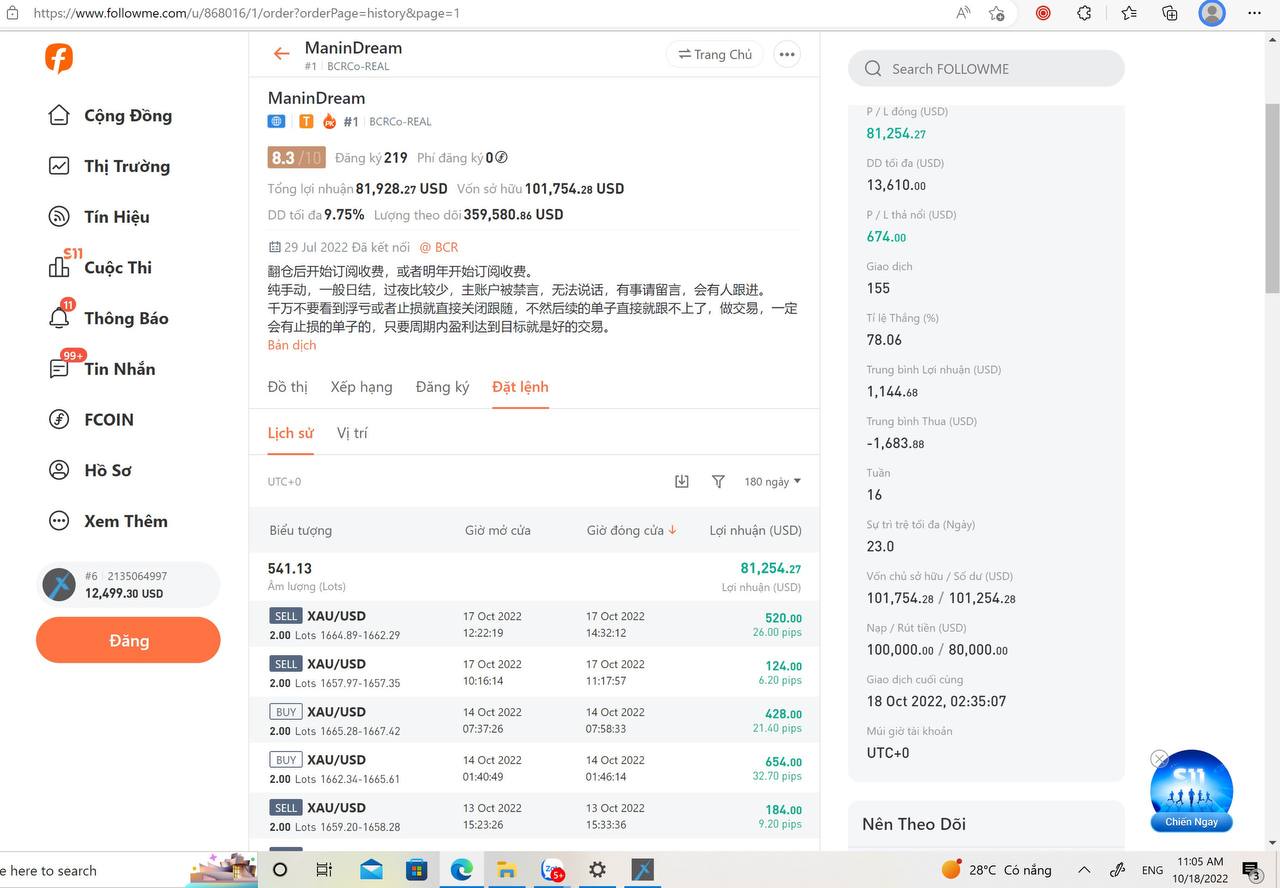 https://www.followme.com/u/868016/1/order?orderPage=history&page=1
Cộng Đồng
Thị Trường
Tín Hiệu
S11
Cuộc Thi
11
Thông Báo
99+
Tin Nhắn
FCOIN
Hồ Sơ
Xem Thêm
#6 2135064997
12,499.30 USD
Đăng
ManinDream
#1 BCRCo-REAL
Trang Chủ
ManinDream
T PK #1 BCRCo-REAL
8.3 /10 Đăng ký 219 Phí đăng ký 0
Tổng lợi nhuận 81,928.27 USD Vốn sở hữu 101,754.28 USD
DD tối đa 9.75% Lượng theo dõi 359,580.86 USD
29 Jul 2022 Đã kết nối @ BCR
翻仓后开始订阅收费，或者明年开始订阅收费。
纯手动，一般日结，过夜比较少，主账户被禁言，无法说话，有事请留言，会有人跟进。
千万不要看到浮亏或者止损就直接关闭跟随，不然后续的单子直接就跟不上了，做交易，一定
会有止损的单子的，只要周期内盈利达到目标就是好的交易。
Bản dịch
Đồ thị Xếp hạng Đăng ký Đặt lệnh
Lịch sử Vị trí
UTC+0 180 ngày
Biểu tượng Giờ mở cửa Giờ đóng cửa Lợi nhuận (USD)
541.13 81,254.27
Âm lượng (Lots) Lợi nhuận (USD)
SELL XAU/USD 17 Oct 2022 17 Oct 2022 520.00
2.00 Lots 1664.89-1662.29 12:22:19 14:32:12 26.00 pips
SELL XAU/USD 17 Oct 2022 17 Oct 2022 124.00
2.00 Lots 1657.97-1657.35 10:16:14 11:17:57 6.20 pips
BUY XAU/USD 14 Oct 2022 14 Oct 2022 428.00
2.00 Lots 1665.28-1667.42 07:37:26 07:58:33 21.40 pips
BUY XAU/USD 14 Oct 2022 14 Oct 2022 654.00
2.00 Lots 1662.34-1665.61 01:40:49 01:46:14 32.70 pips
SELL XAU/USD 13 Oct 2022 13 Oct 2022 184.00
2.00 Lots 1659.20-1658.28 15:23:26 15:33:36 9.20 pips
Search FOLLOWME
P / L đóng (USD)
81,254.27
DD tối đa (USD)
13,610.00
P / L thả nổi (USD)
674.00
Giao dịch
155
Tỉ lệ Thắng (%)
78.06
Trung bình Lợi nhuận (USD)
1,144.68
Trung bình Thua (USD)
-1,683.88
Tuần
16
Sự trì trệ tối đa (Ngày)
23.0
Vốn chủ sở hữu / Số dư (USD)
101,754.28 / 101,254.28
Nạp / Rút tiền (USD)
100,000.00 / 80,000.00
Giao dịch cuối cùng
18 Oct 2022, 02:35:07
Múi giờ tài khoản
UTC+0
S11
Chiến Ngay
Nên Theo Dõi
e here to search
5+
28°C Có nắng
ENG
11:05 AM
10/18/2022
3